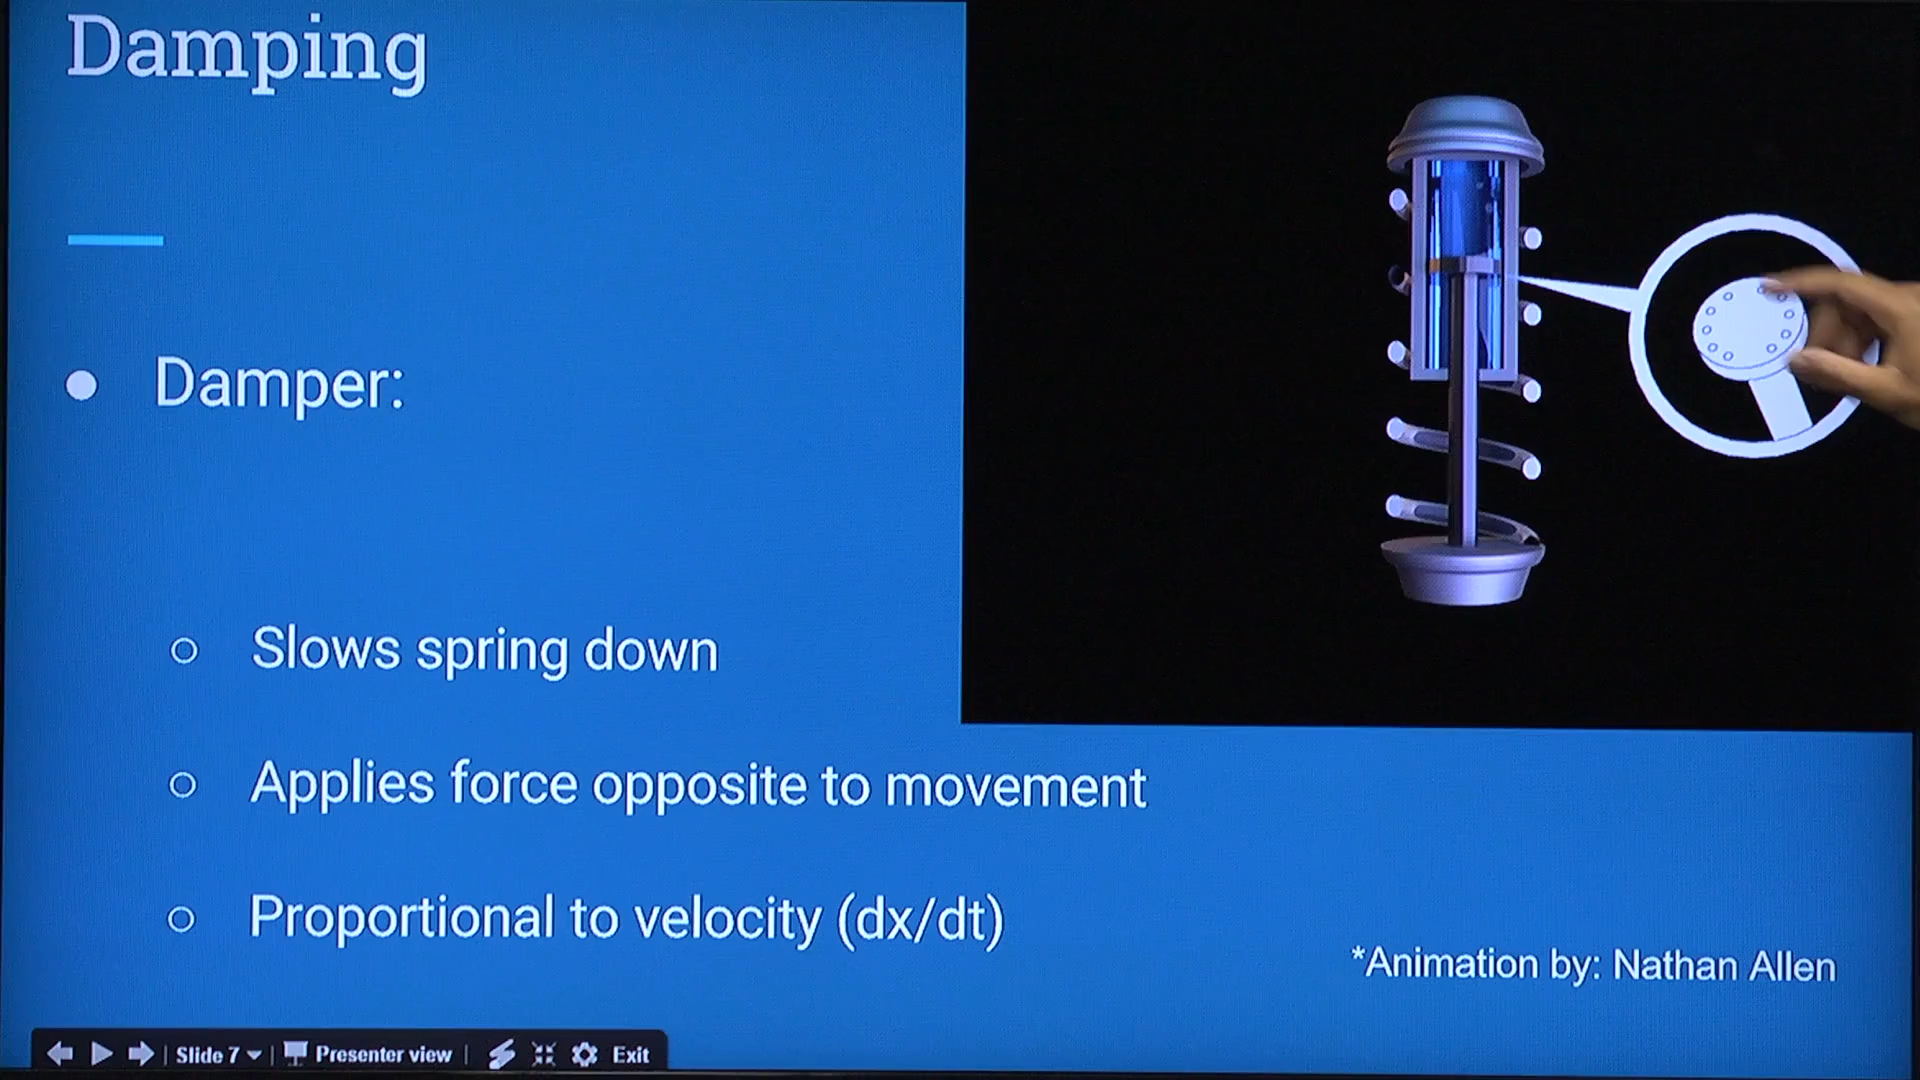 Damping
● Damper:
○ Slows spring down
○ Applies force opposite to movement
○ Proportional to velocity (dx/dt)
*Animation by: Nathan Allen
Slide 7 | Presenter view | Exit